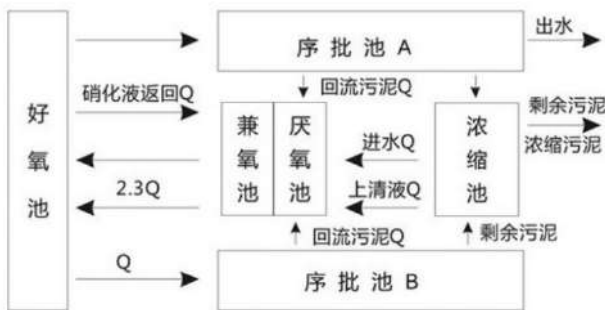 序批池A
出水
回流污泥Q
硝化液返回Q
好氧池
兼氧池
厌氧池
浓缩池
剩余污泥
浓缩污泥
进水Q
2.3Q
上清液Q
回流污泥Q
剩余污泥
Q
序批池B